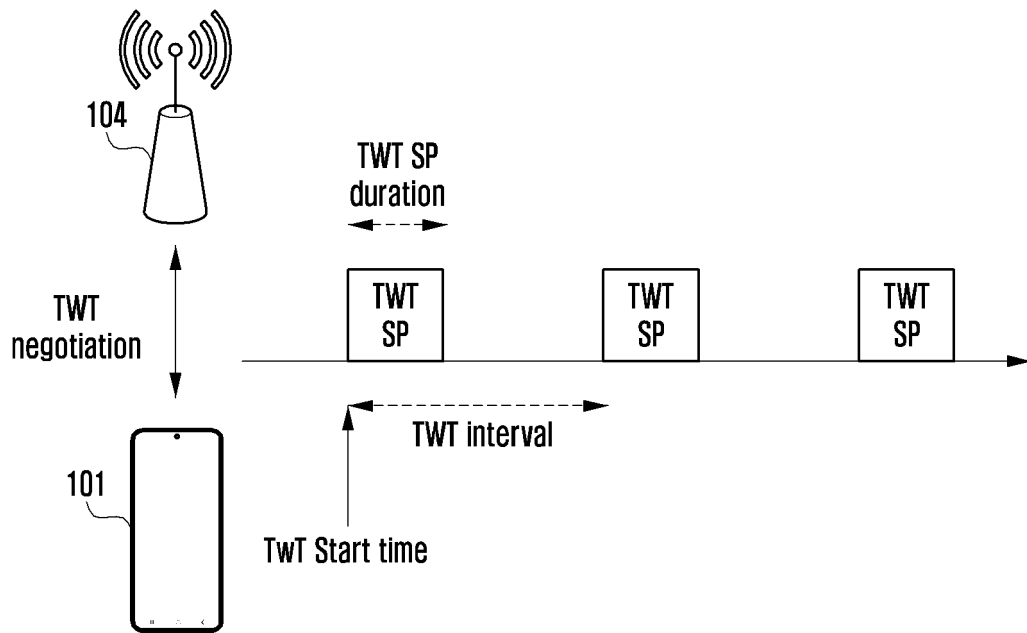 104
TWT SP
duration
TWT
SP
TWT
SP
TWT
SP
TWT
negotiation
TWT interval
101
TwT Start time